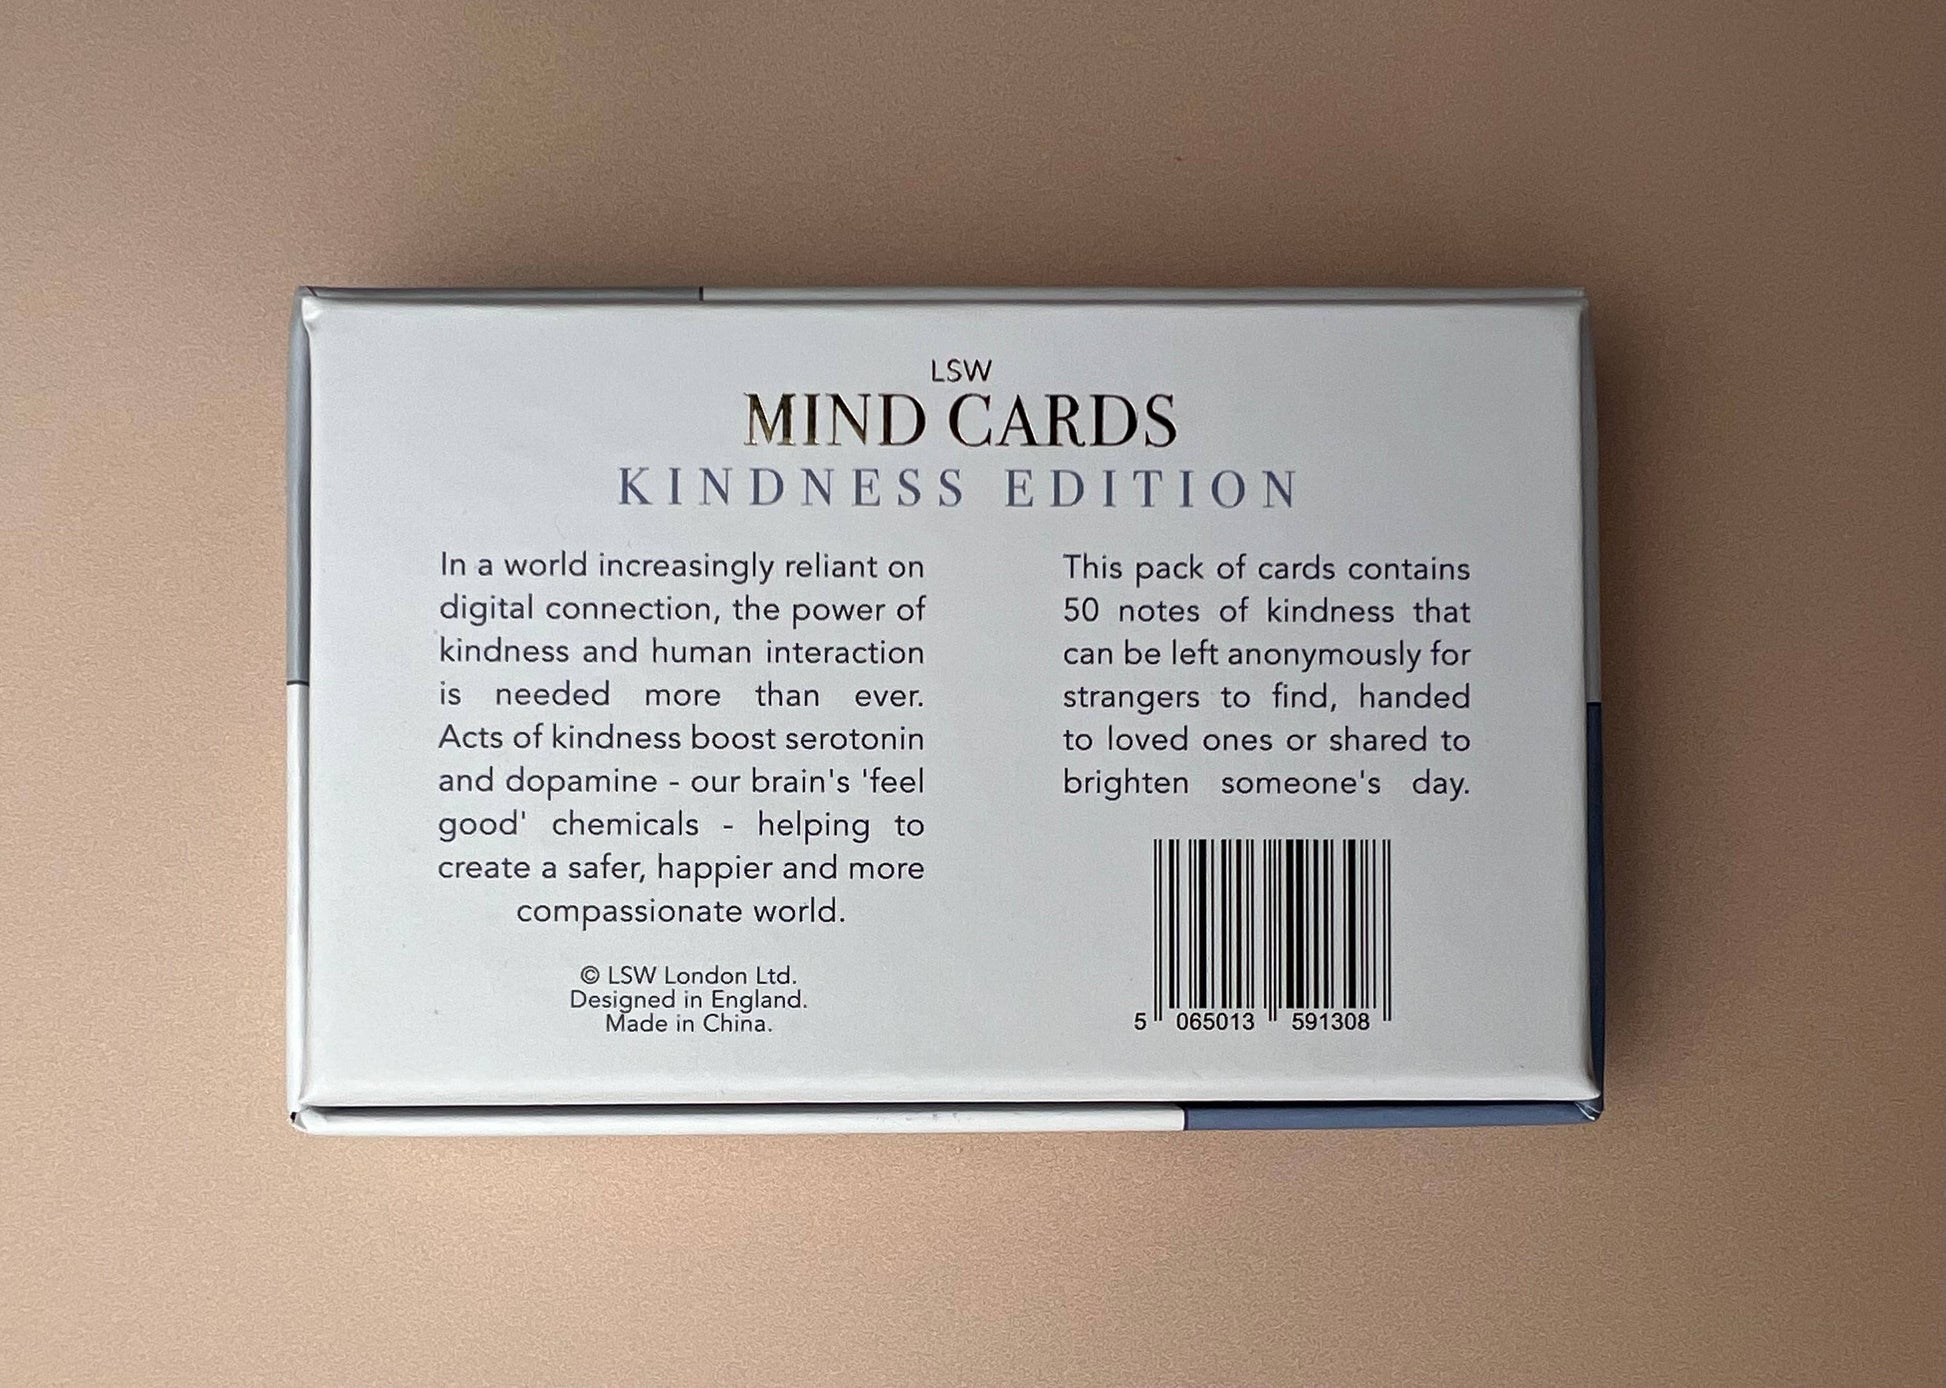 LSW
MIND CARDS
KINDNESS EDITION
In a world increasingly reliant on
digital connection, the power of
kindness and human interaction
is needed more than ever.
Acts of kindness boost serotonin
and dopamine - our brain's 'feel
good' chemicals - helping to
create a safer, happier and more
compassionate world.
© LSW London Ltd.
Designed in England.
Made in China.
This pack of cards contains
50 notes of kindness that
can be left anonymously for
strangers to find, handed
to loved ones or shared to
brighten someone's day.
5 065013 591308